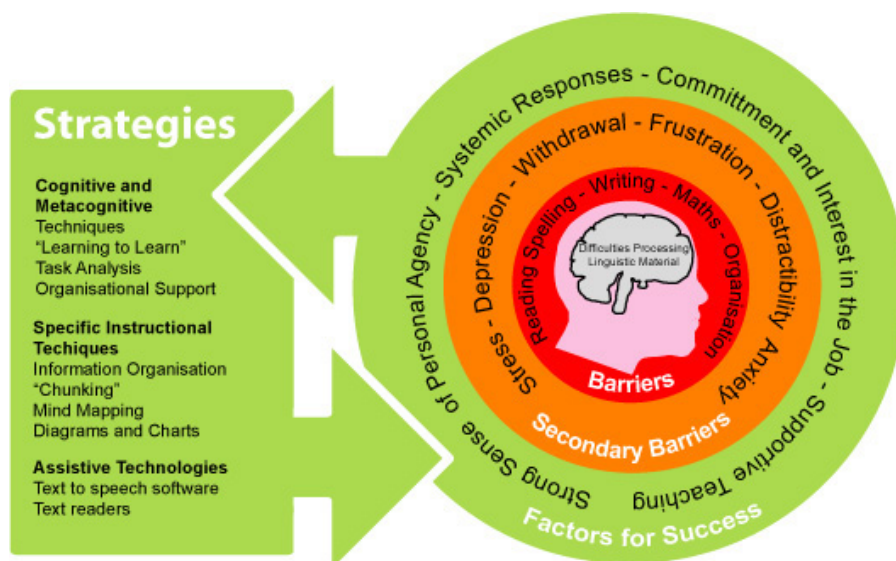 Strategies
Cognitive and
Metacognitive
Techniques
“Learning to Learn”
Task Analysis
Organisational Support
Specific Instructional
Techiques
Information Organisation
“Chunking”
Mind Mapping
Diagrams and Charts
Assistive Technologies
Text to speech software
Text readers
Strong Sense of Personal Agency - Systemic Responses - Committment and Interest in the Job - Supportive Teaching
Factors for Success
Stress - Depression - Withdrawal - Frustration - Distractibility Anxiety
Secondary Barriers
Reading Spelling - Writing - Maths - Organisation
Barriers
Difficulties Processing
Linguistic Material